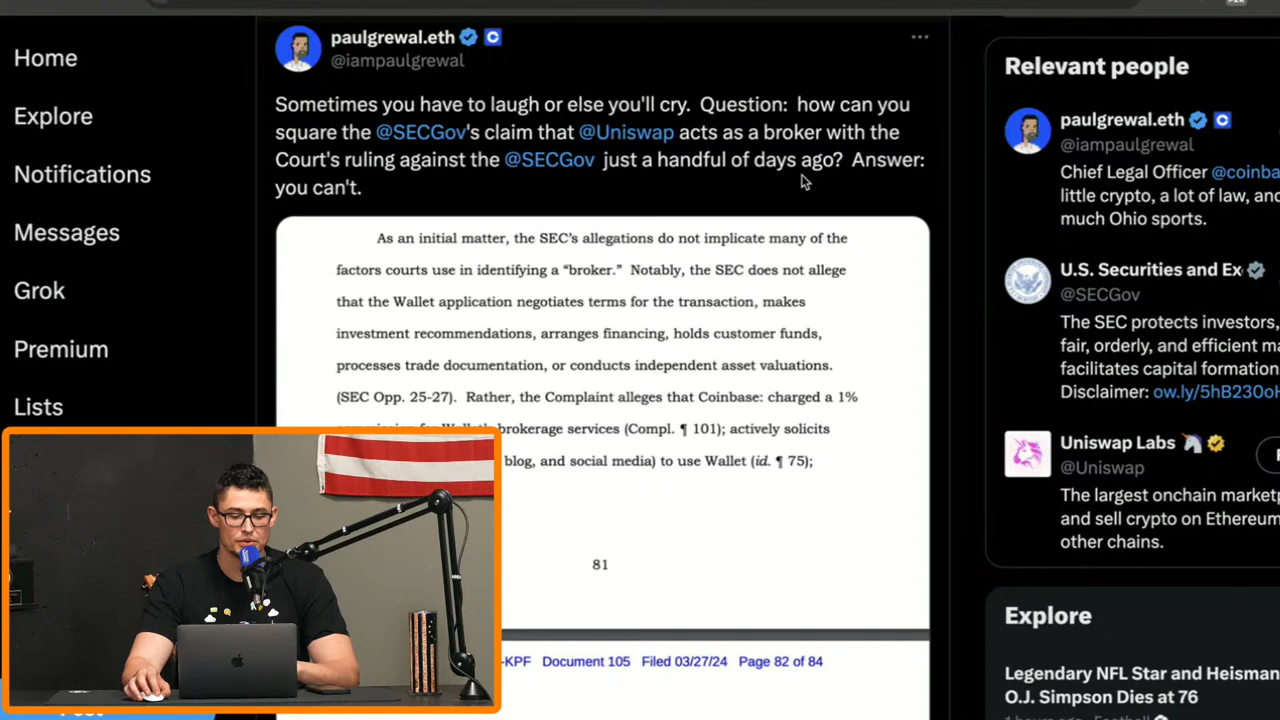 Home
Explore
Notifications
Messages
Grok
Premium
Lists
paulgrewal.eth
@iampaulgrewal
Sometimes you have to laugh or else you'll cry. Question: how can you
square the @SECGov's claim that @Uniswap acts as a broker with the
Court's ruling against the @SECGov just a handful of days ago? Answer:
you can't.
As an initial matter, the SEC's allegations do not implicate many of the
factors courts use in identifying a “broker.” Notably, the SEC does not allege
that the Wallet application negotiates terms for the transaction, makes
investment recommendations, arranges financing, holds customer funds,
processes trade documentation, or conducts independent asset valuations.
(SEC Opp. 25-27). Rather, the Complaint alleges that Coinbase: charged a 1%
brokerage services (Compl. ¶ 101); actively solicits
blog, and social media) to use Wallet (id. ¶ 75);
81
-KPF Document 105 Filed 03/27/24 Page 82 of 84
Relevant people
paulgrewal.eth
@iampaulgrewal
Chief Legal Officer @coinba
little crypto, a lot of law, and
much Ohio sports.
U.S. Securities and Ex
@SECGov
The SEC protects investors,
fair, orderly, and efficient ma
facilitates capital formation
Disclaimer: ow.ly/5hB230oH
Uniswap Labs
@Uniswap
The largest onchain marketp
and sell crypto on Ethereum
other chains.
Explore
Legendary NFL Star and Heisman
O.J. Simpson Dies at 76